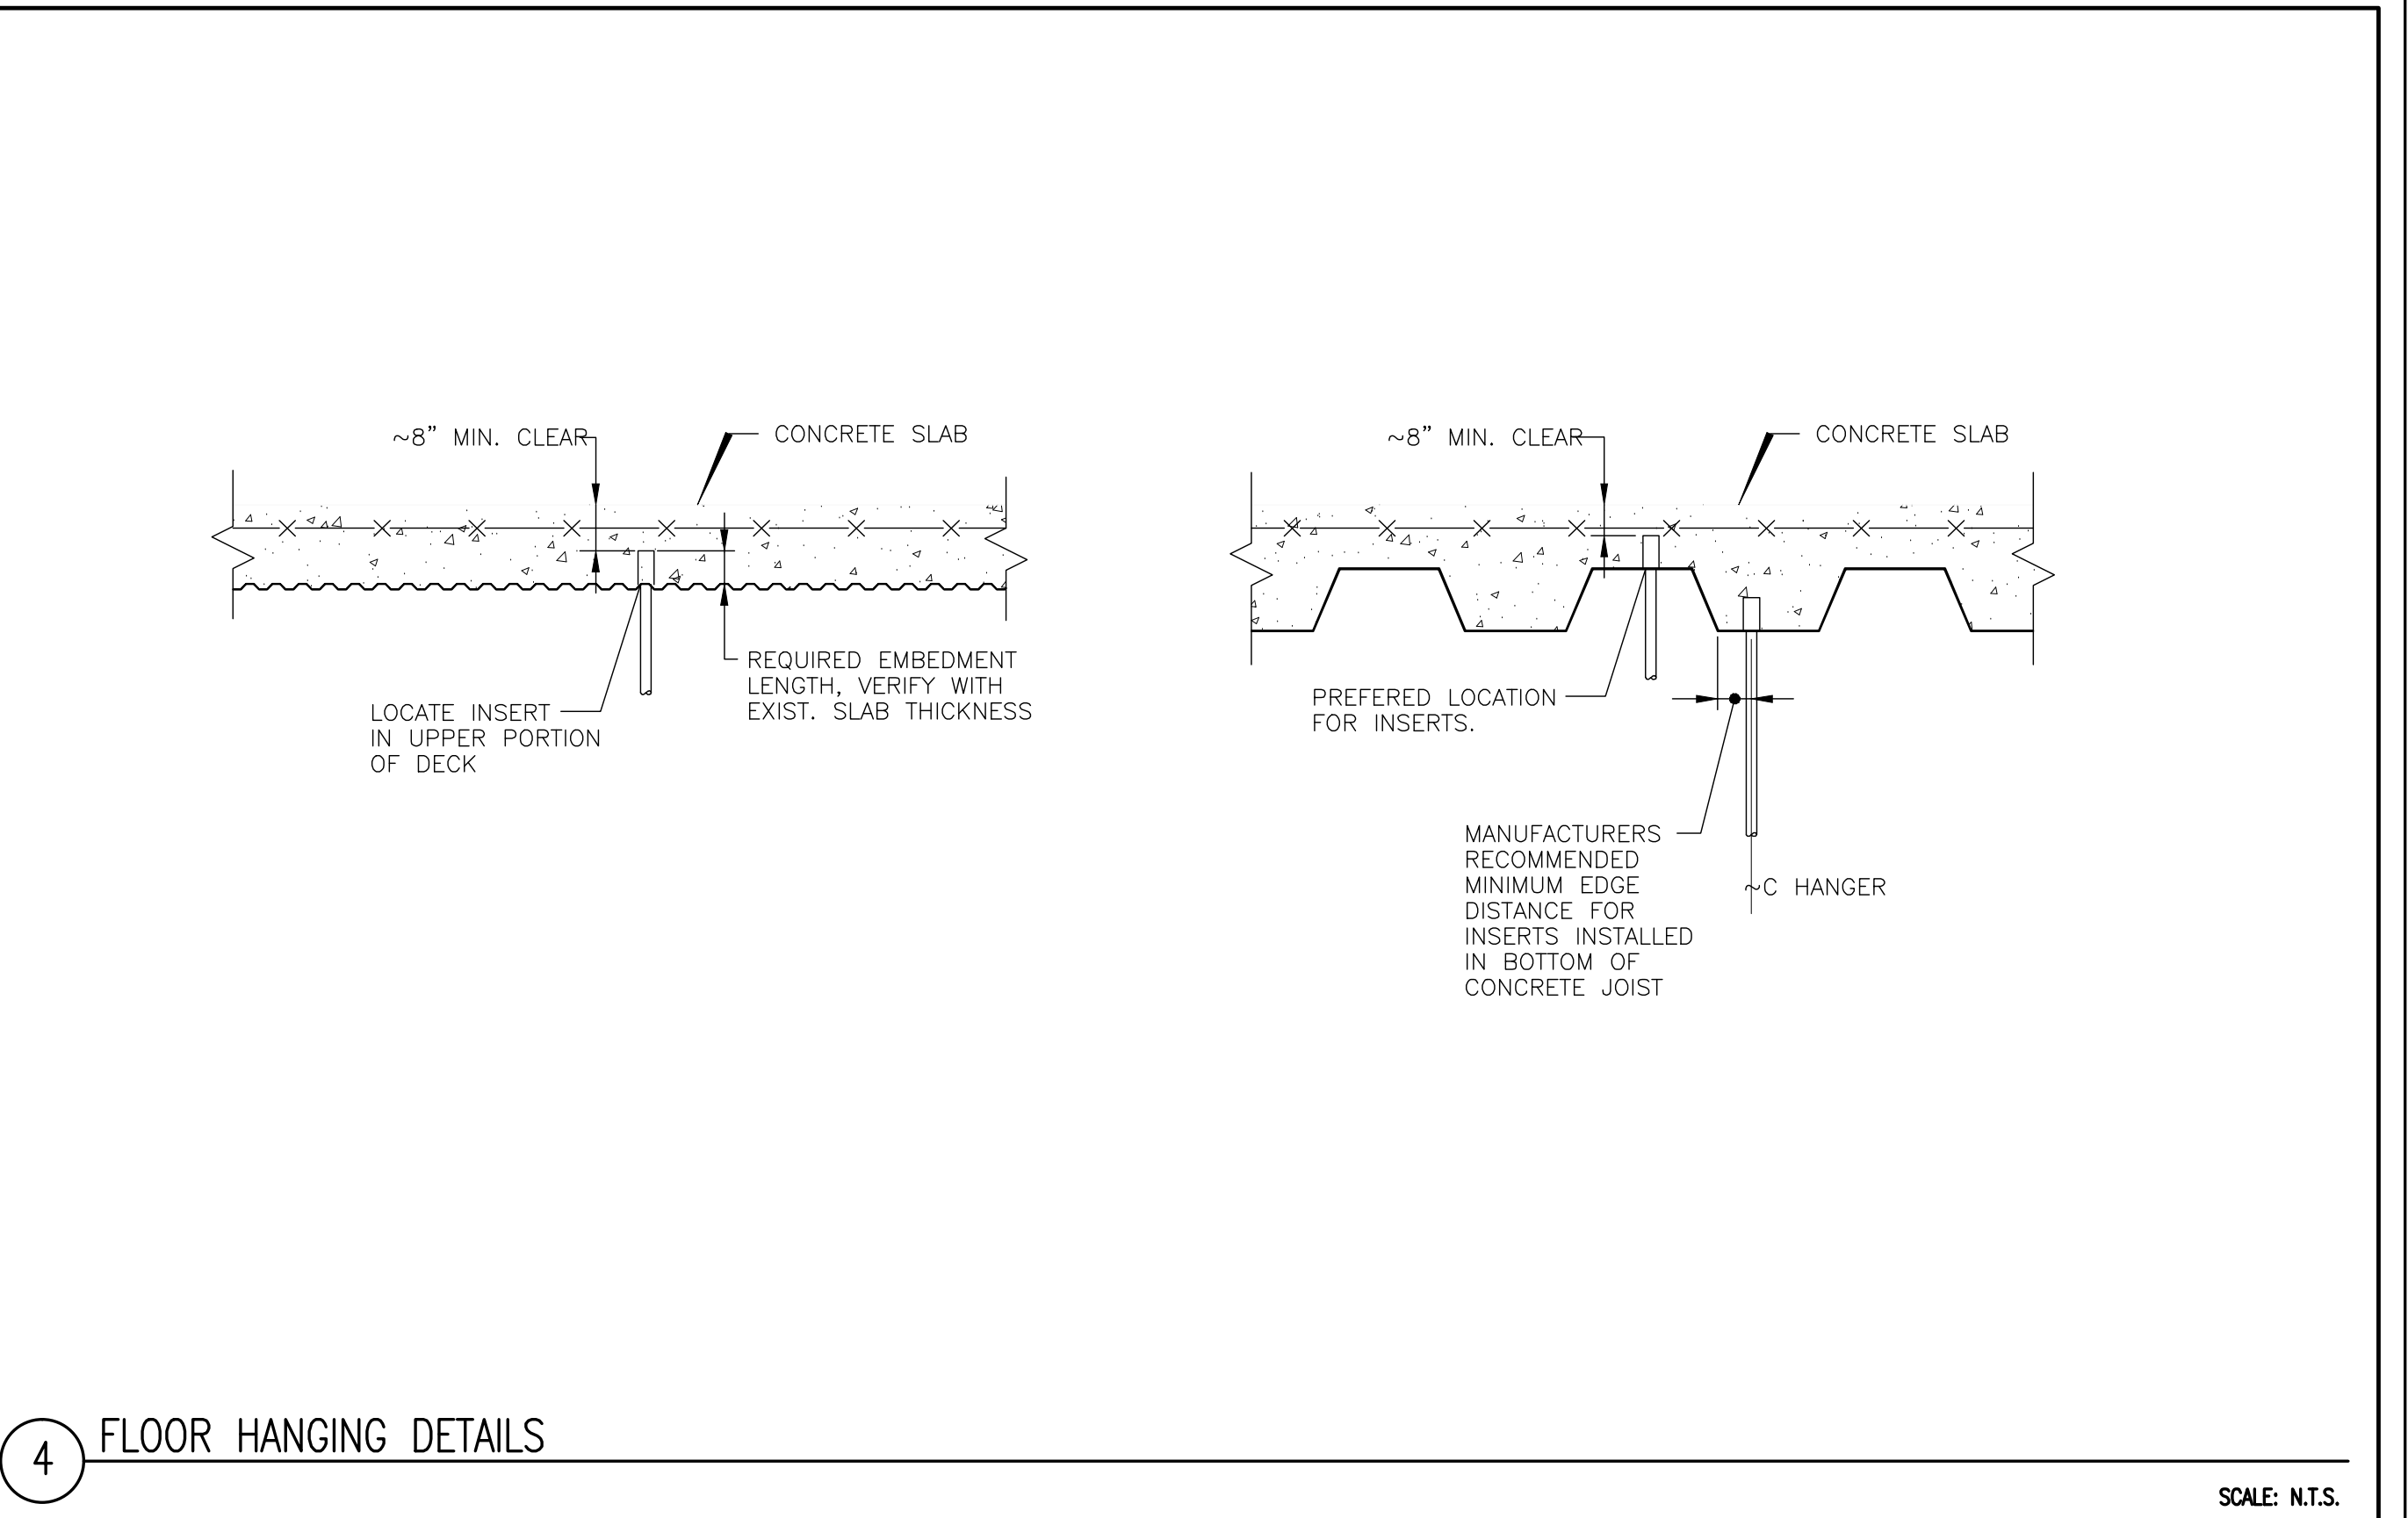 ~8" MIN. CLEAR
CONCRETE SLAB
REQUIRED EMBEDMENT
LENGTH, VERIFY WITH
EXIST. SLAB THICKNESS
LOCATE INSERT
IN UPPER PORTION
OF DECK
~8" MIN. CLEAR
CONCRETE SLAB
PREFERED LOCATION
FOR INSERTS.
MANUFACTURERS
RECOMMENDED
MINIMUM EDGE
DISTANCE FOR
INSERTS INSTALLED
IN BOTTOM OF
CONCRETE JOIST
~C HANGER
4
FLOOR HANGING DETAILS
SCALE: N.T.S.